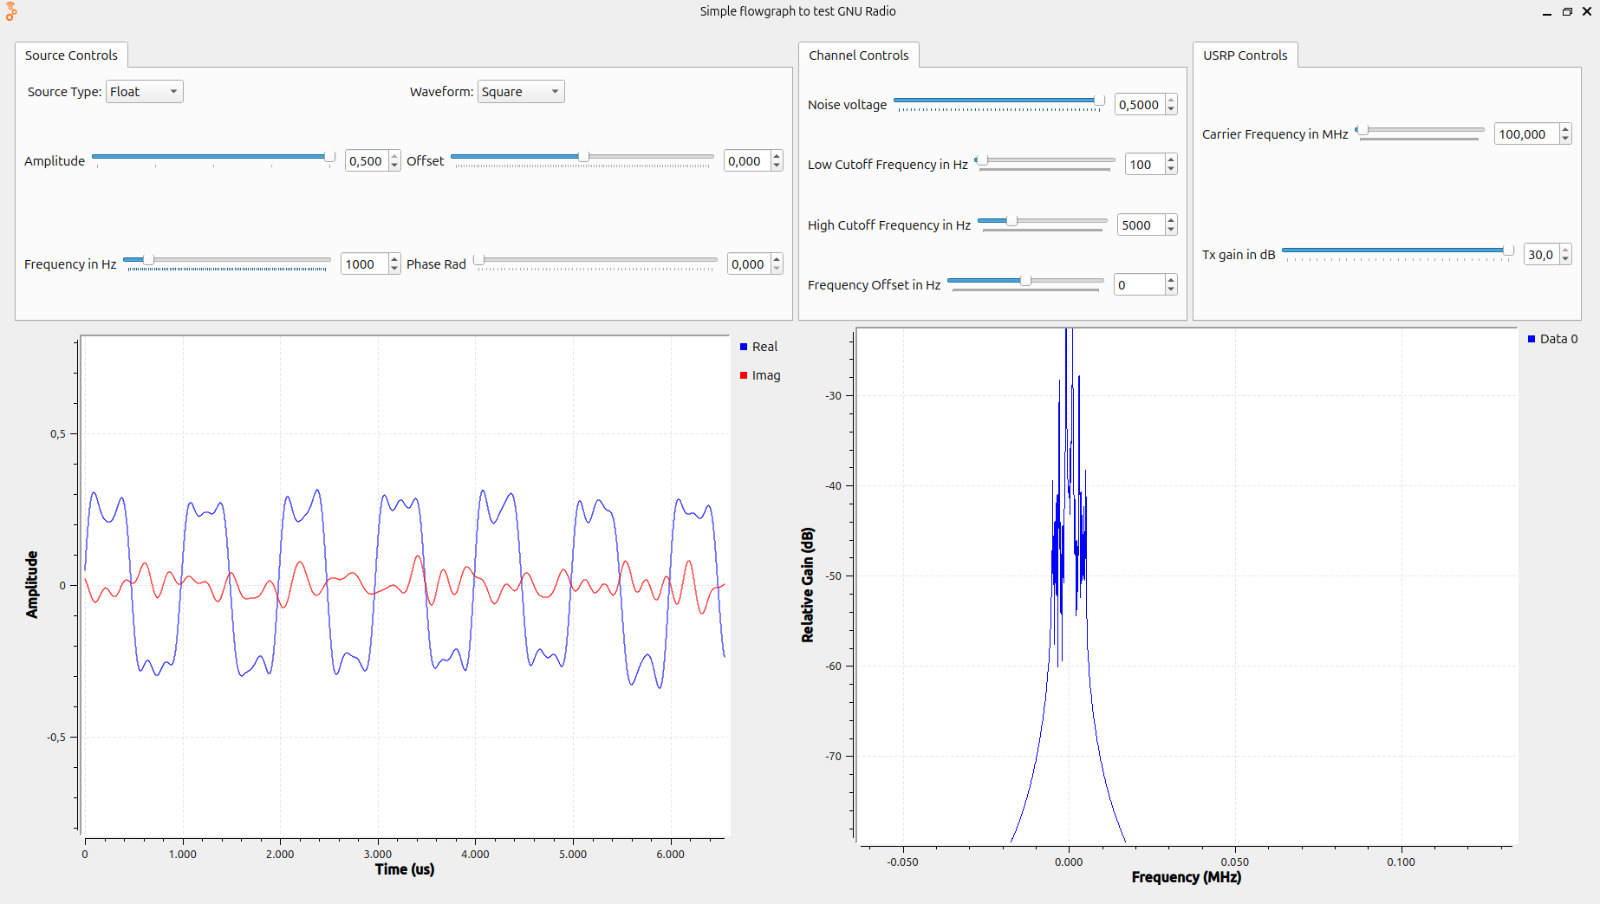 Simple flowgraph to test GNU Radio
Source Controls
Source Type: Float
Waveform: Square
Amplitude 0,500
Offset 0,000
Frequency in Hz 1000
Phase Rad 0,000
Channel Controls
Noise voltage 0,5000
Low Cutoff Frequency in Hz 100
High Cutoff Frequency in Hz 5000
Frequency Offset in Hz 0
USRP Controls
Carrier Frequency in MHz 100,000
Tx gain in dB 30,0
Real
Imag
Amplitude
0,5
0
-0,5
0 1.000 2.000 3.000 4.000 5.000 6.000
Time (us)
Data 0
Relative Gain (dB)
-30
-40
-50
-60
-70
-0.050 0.000 0.050 0.100
Frequency (MHz)